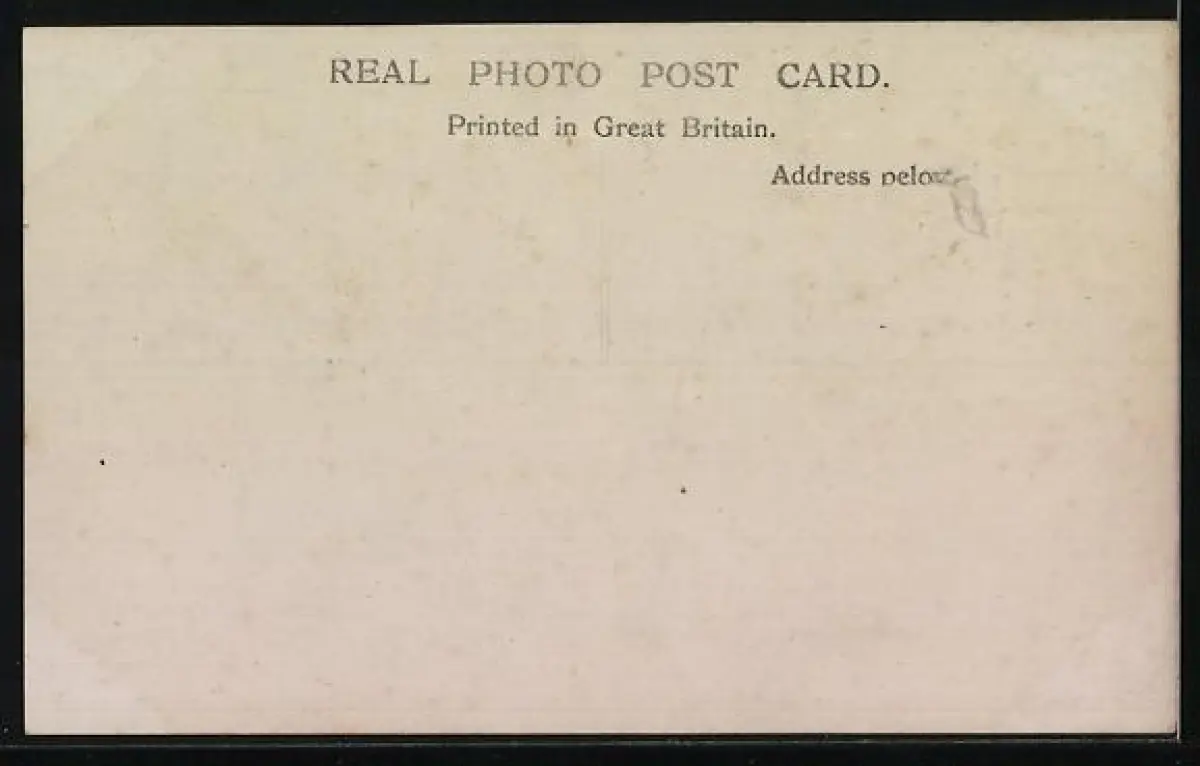 REAL PHOTO POST CARD.
Printed in Great Britain.
Address below